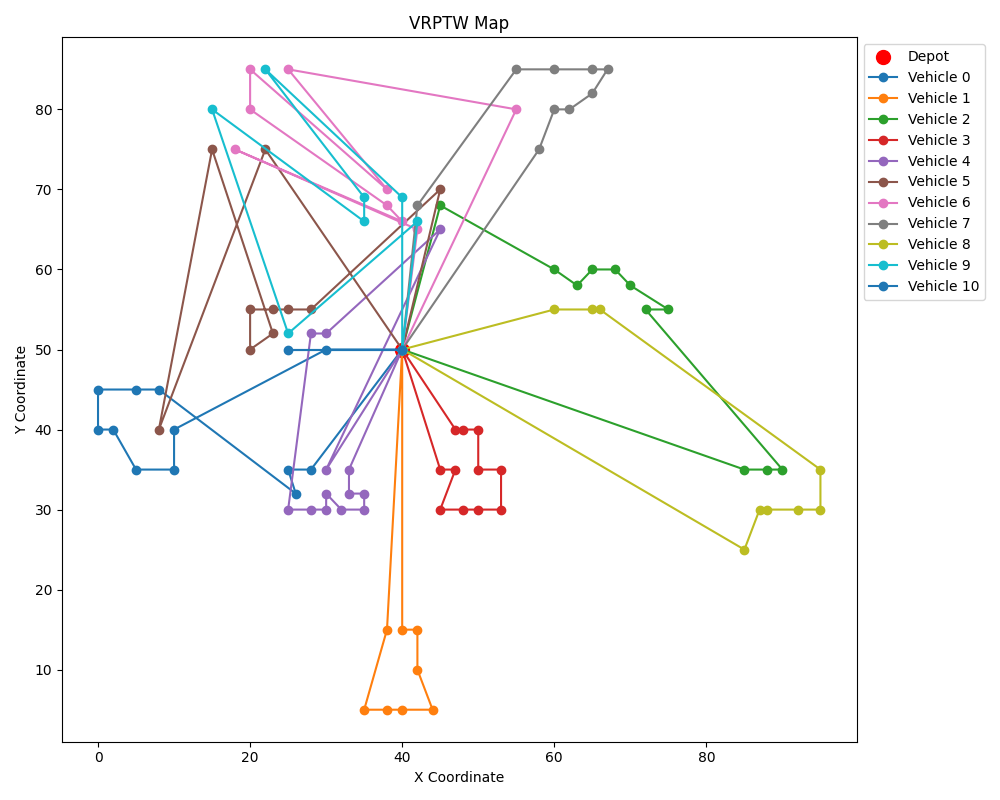 VRPTW Map
Y Coordinate
80
70
60
50
40
30
20
10
0
20
40
60
80
X Coordinate
Depot
Vehicle 0
Vehicle 1
Vehicle 2
Vehicle 3
Vehicle 4
Vehicle 5
Vehicle 6
Vehicle 7
Vehicle 8
Vehicle 9
Vehicle 10